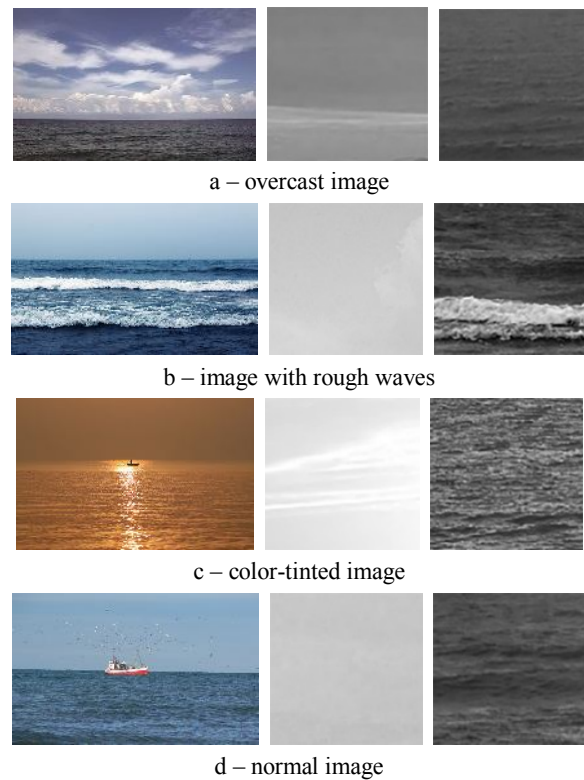 a – overcast image
b – image with rough waves
c – color-tinted image
d – normal image